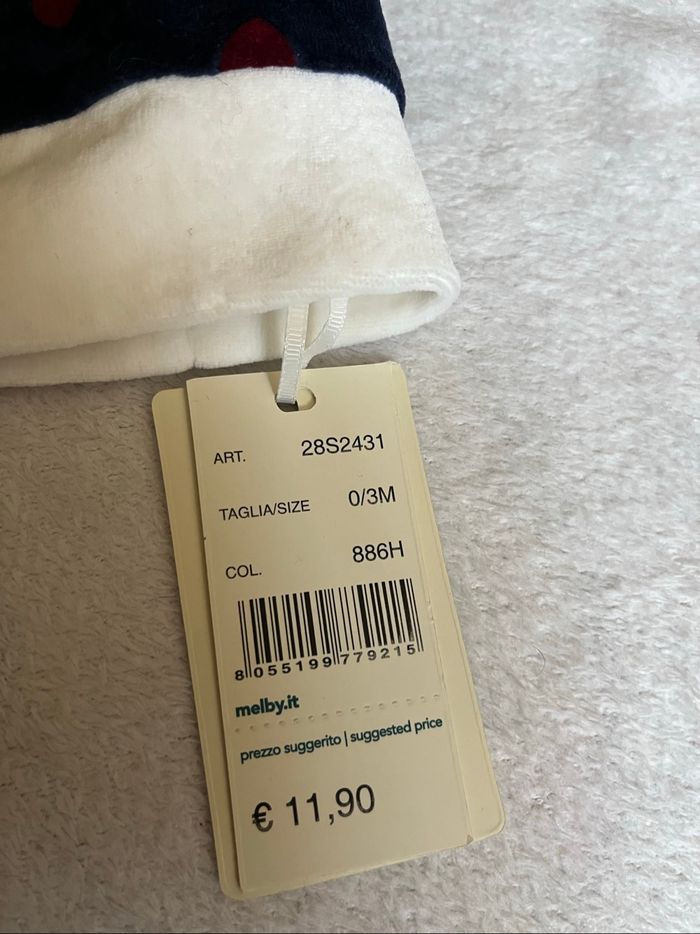 ART. 28S2431
TAGLIA/SIZE 0/3M
COL. 886H
8 055199 779215
melby.it
prezzo suggerito | suggested price
€ 11,90